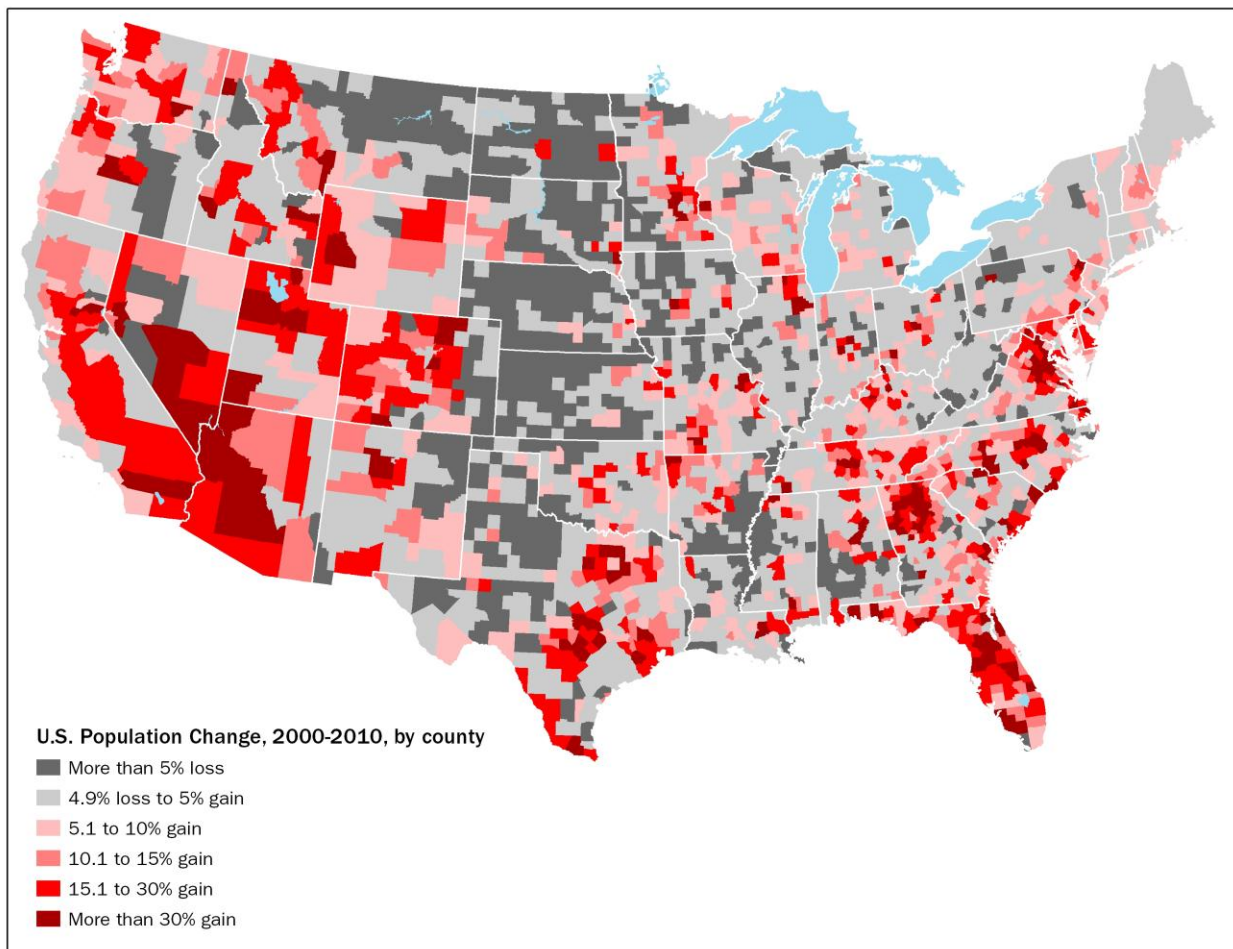 U.S. Population Change, 2000-2010, by county
More than 5% loss
4.9% loss to 5% gain
5.1 to 10% gain
10.1 to 15% gain
15.1 to 30% gain
More than 30% gain